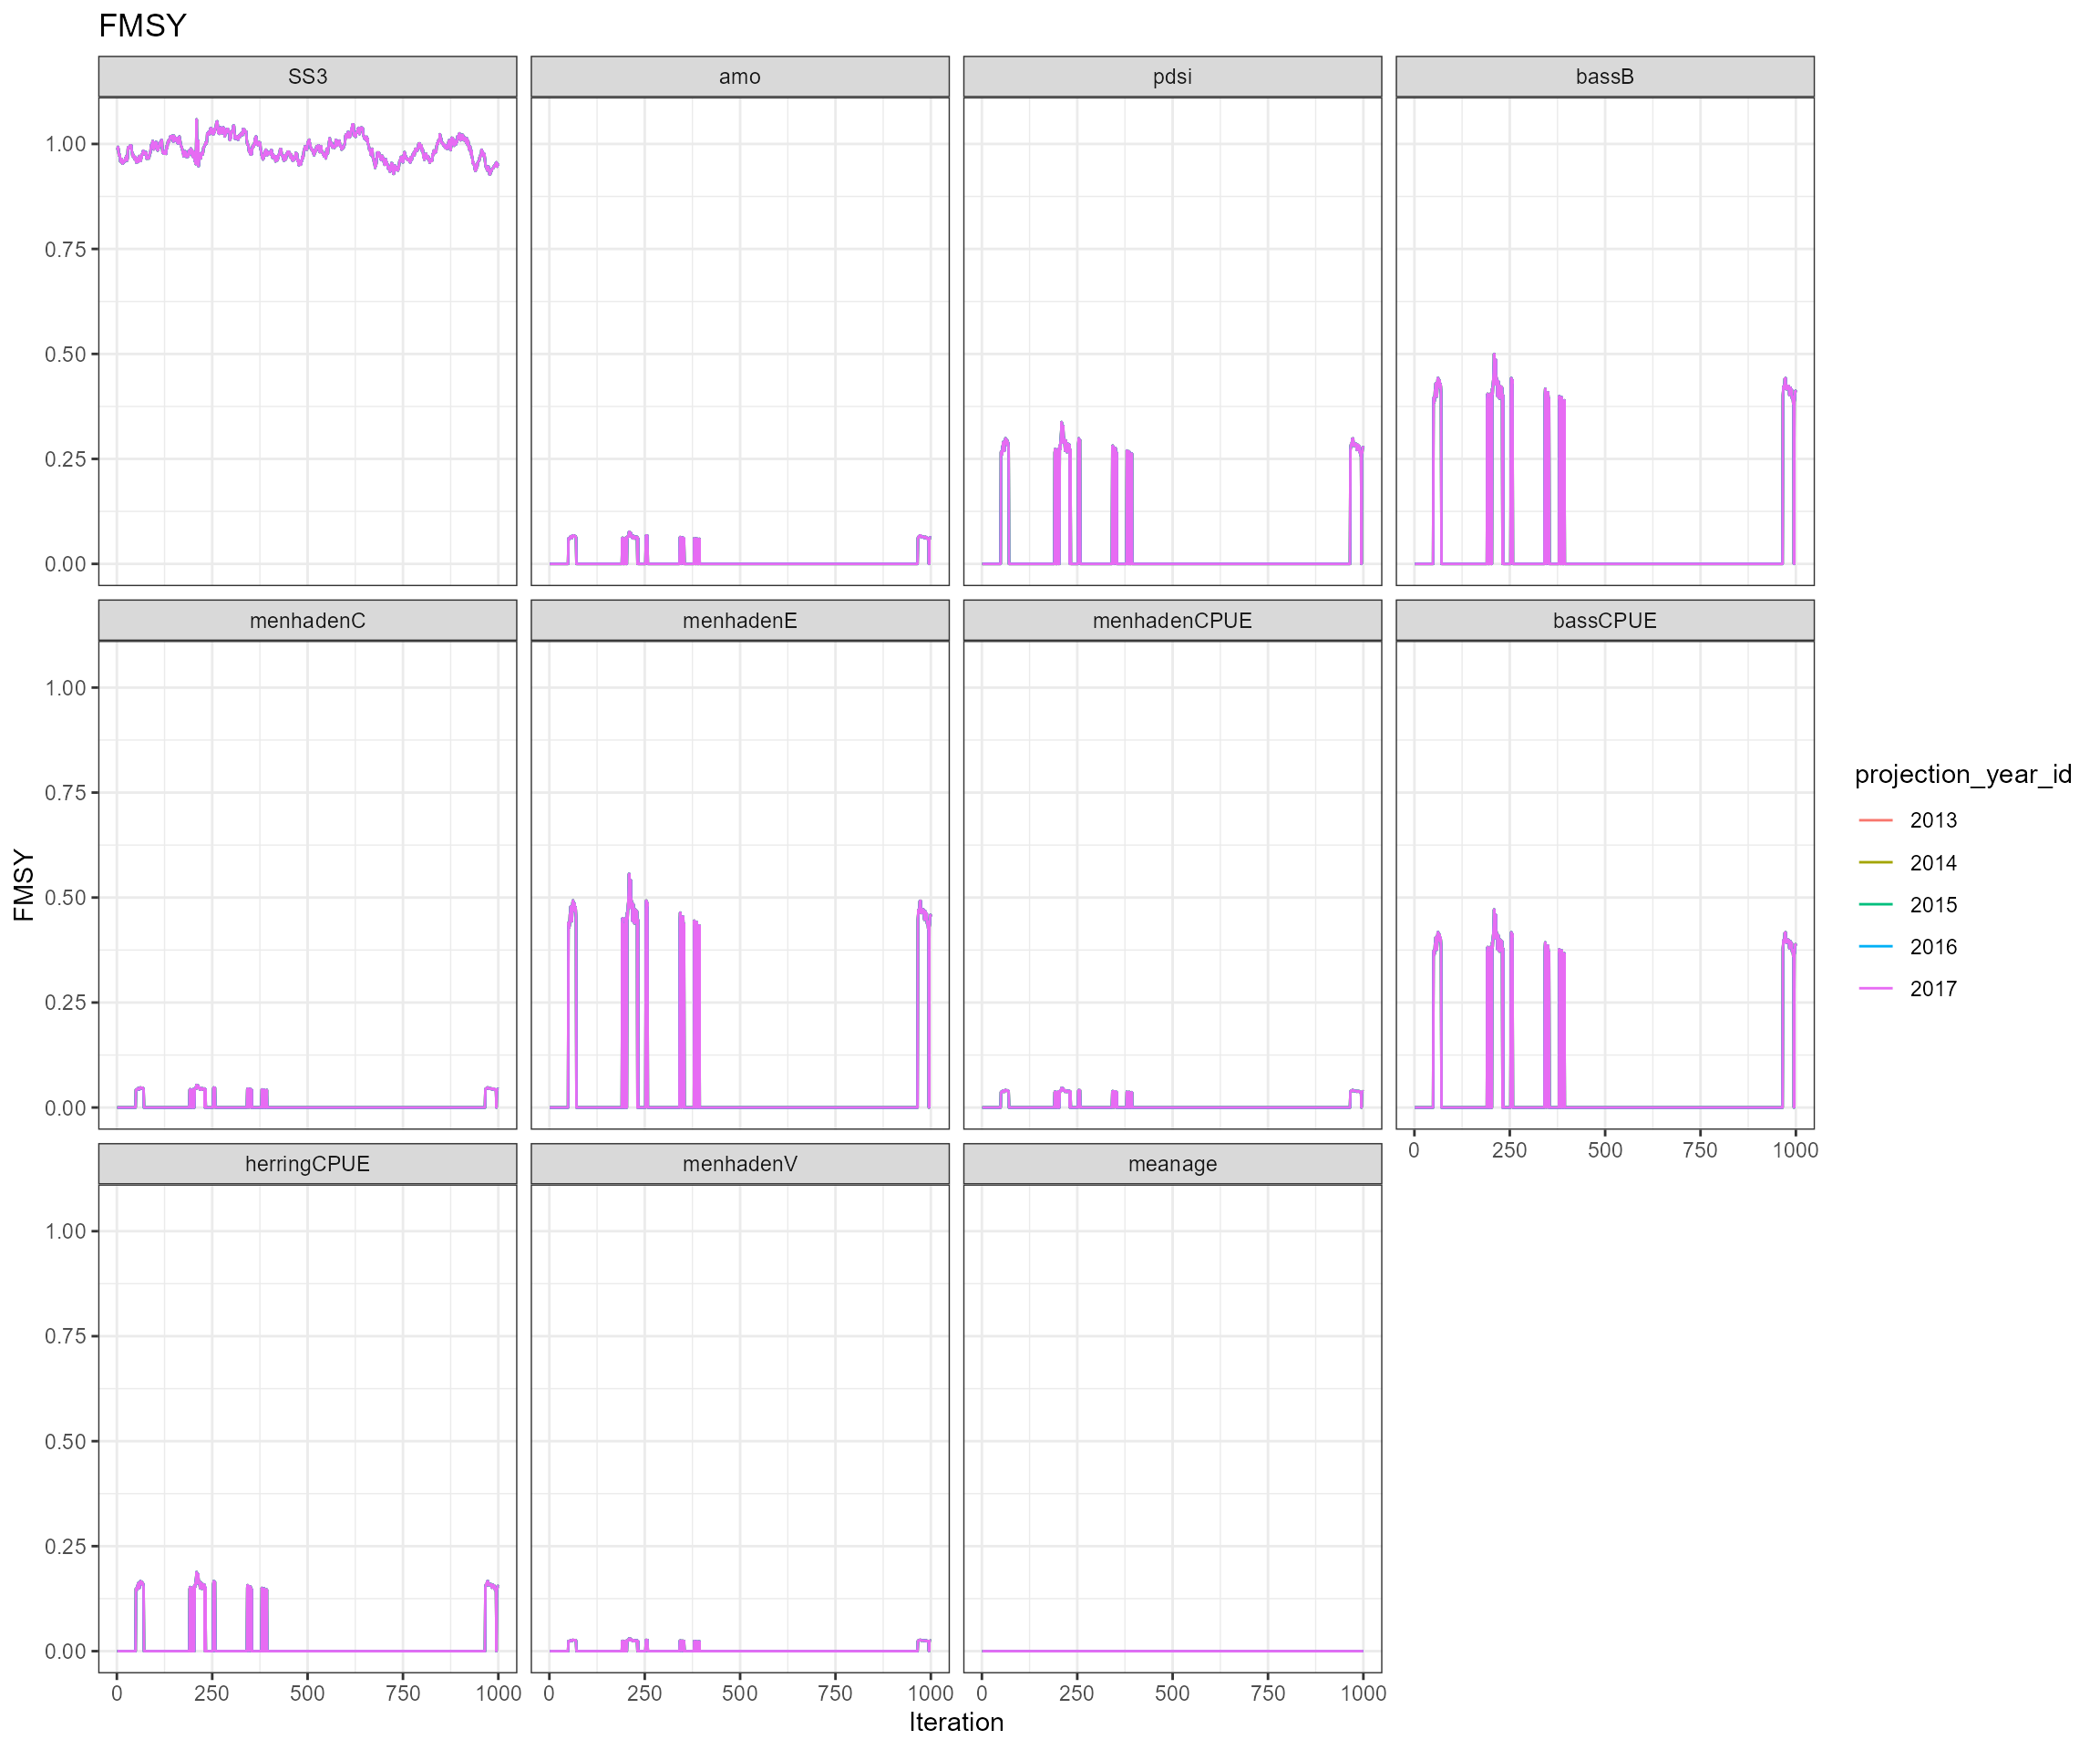 FMSY
SS3 amo pdsi bassB
1.00
0.75
0.50
0.25
0.00
menhadenC menhadenE menhadenCPUE bassCPUE
1.00
0.75
0.50
0.25
0.00
0 250 500 750 1000
herringCPUE menhadenV meanage
1.00
0.75
0.50
0.25
0.00
0 250 500 750 1000 0 250 500 750 1000 0 250 500 750 1000
Iteration
FMSY
projection_year_id
2013
2014
2015
2016
2017